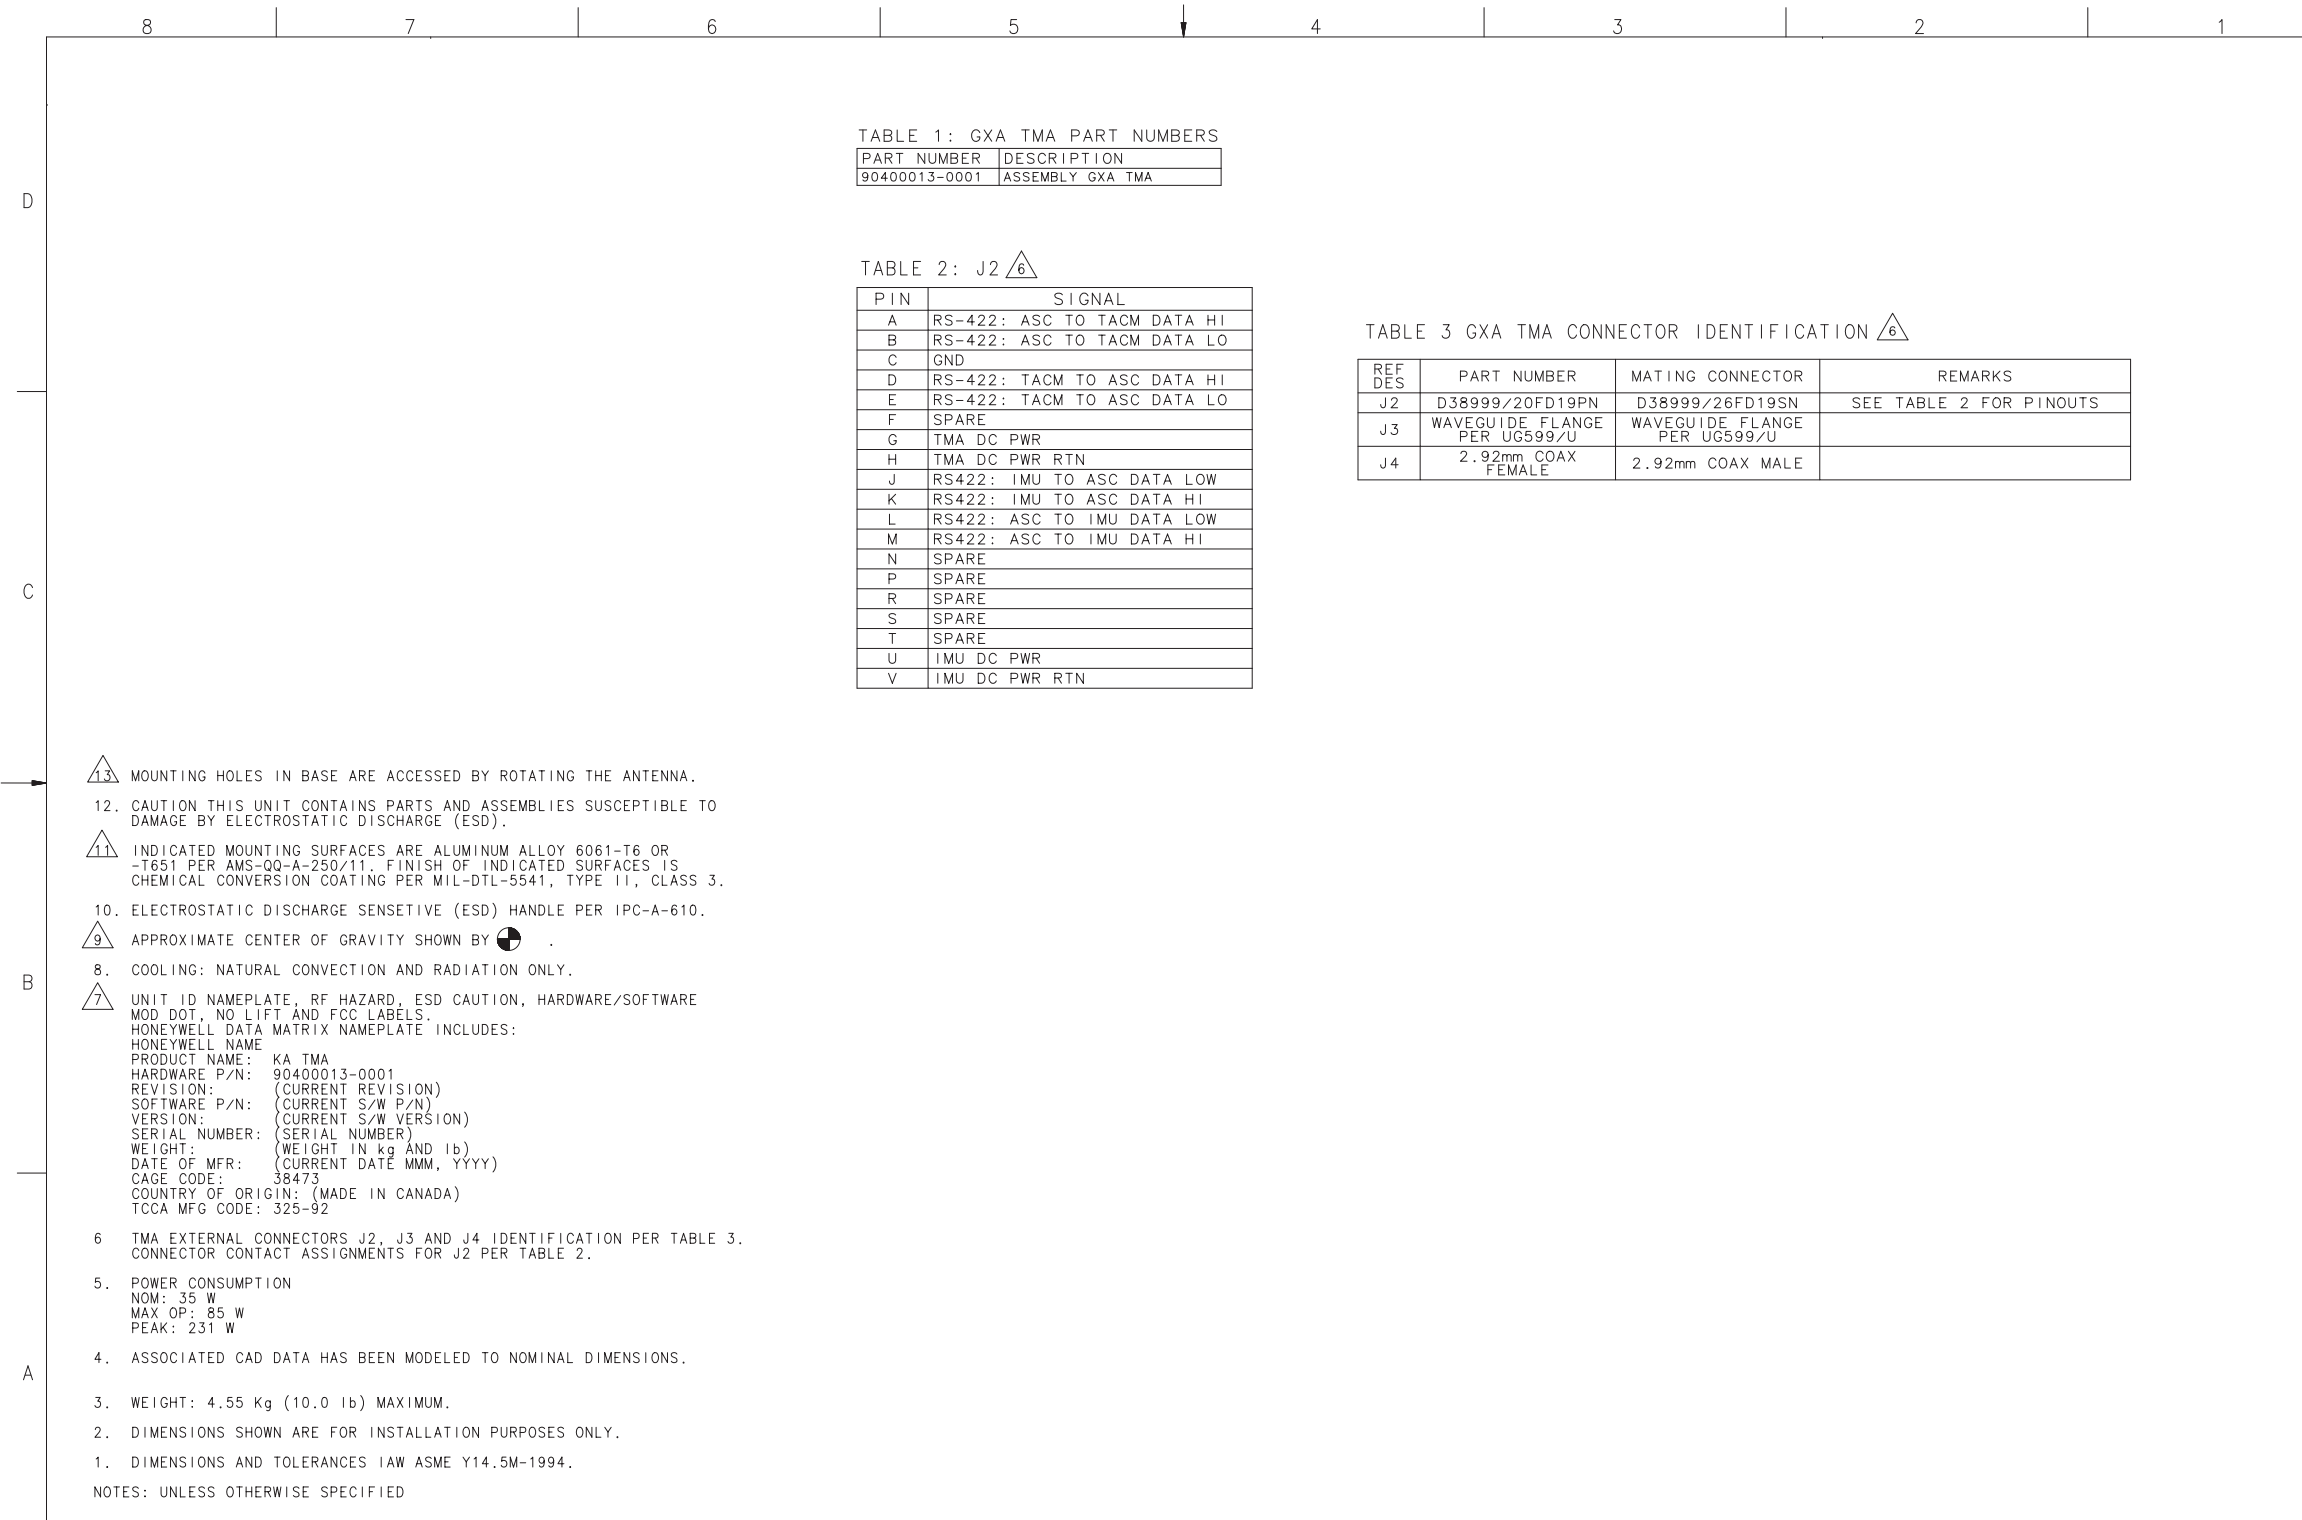 8 7 6 5 4 3 2 1
D
C
B
A
TABLE 1: GXA TMA PART NUMBERS
PART NUMBER DESCRIPTION
90400013-0001 ASSEMBLY GXA TMA
TABLE 2: J2 6
PIN SIGNAL
A RS-422: ASC TO TACM DATA HI
B RS-422: ASC TO TACM DATA LO
C GND
D RS-422: TACM TO ASC DATA HI
E RS-422: TACM TO ASC DATA LO
F SPARE
G TMA DC PWR
H TMA DC PWR RTN
J RS422: IMU TO ASC DATA LOW
K RS422: IMU TO ASC DATA HI
L RS422: ASC TO IMU DATA LOW
M RS422: ASC TO IMU DATA HI
N SPARE
P SPARE
R SPARE
S SPARE
T SPARE
U IMU DC PWR
V IMU DC PWR RTN
TABLE 3 GXA TMA CONNECTOR IDENTIFICATION 6
REF
DES PART NUMBER MATING CONNECTOR REMARKS
J2 D38999/20FD19PN D38999/26FD19SN SEE TABLE 2 FOR PINOUTS
J3 WAVEGUIDE FLANGE
PER UG599/U WAVEGUIDE FLANGE
PER UG599/U
J4 2.92mm COAX
FEMALE 2.92mm COAX MALE
13 MOUNTING HOLES IN BASE ARE ACCESSED BY ROTATING THE ANTENNA.
12. CAUTION THIS UNIT CONTAINS PARTS AND ASSEMBLIES SUSCEPTIBLE TO
DAMAGE BY ELECTROSTATIC DISCHARGE (ESD).
11 INDICATED MOUNTING SURFACES ARE ALUMINUM ALLOY 6061-T6 OR
-T651 PER AMS-QQ-A-250/11. FINISH OF INDICATED SURFACES IS
CHEMICAL CONVERSION COATING PER MIL-DTL-5541, TYPE II, CLASS 3.
10. ELECTROSTATIC DISCHARGE SENSETIVE (ESD) HANDLE PER IPC-A-610.
9 APPROXIMATE CENTER OF GRAVITY SHOWN BY .
8. COOLING: NATURAL CONVECTION AND RADIATION ONLY.
7 UNIT ID NAMEPLATE, RF HAZARD, ESD CAUTION, HARDWARE/SOFTWARE
MOD DOT, NO LIFT AND FCC LABELS.
HONEYWELL DATA MATRIX NAMEPLATE INCLUDES:
HONEYWELL NAME
PRODUCT NAME: KA TMA
HARDWARE P/N: 90400013-0001
REVISION: (CURRENT REVISION)
SOFTWARE P/N: (CURRENT S/W P/N)
VERSION: (CURRENT S/W VERSION)
SERIAL NUMBER: (SERIAL NUMBER)
WEIGHT: (WEIGHT IN kg AND lb)
DATE OF MFR: (CURRENT DATE MMM, YYYY)
CAGE CODE: 38473
COUNTRY OF ORIGIN: (MADE IN CANADA)
TCCA MFG CODE: 325-92
6 TMA EXTERNAL CONNECTORS J2, J3 AND J4 IDENTIFICATION PER TABLE 3.
CONNECTOR CONTACT ASSIGNMENTS FOR J2 PER TABLE 2.
5. POWER CONSUMPTION
NOM: 35 W
MAX OP: 85 W
PEAK: 231 W
4. ASSOCIATED CAD DATA HAS BEEN MODELED TO NOMINAL DIMENSIONS.
3. WEIGHT: 4.55 Kg (10.0 lb) MAXIMUM.
2. DIMENSIONS SHOWN ARE FOR INSTALLATION PURPOSES ONLY.
1. DIMENSIONS AND TOLERANCES IAW ASME Y14.5M-1994.
NOTES: UNLESS OTHERWISE SPECIFIED